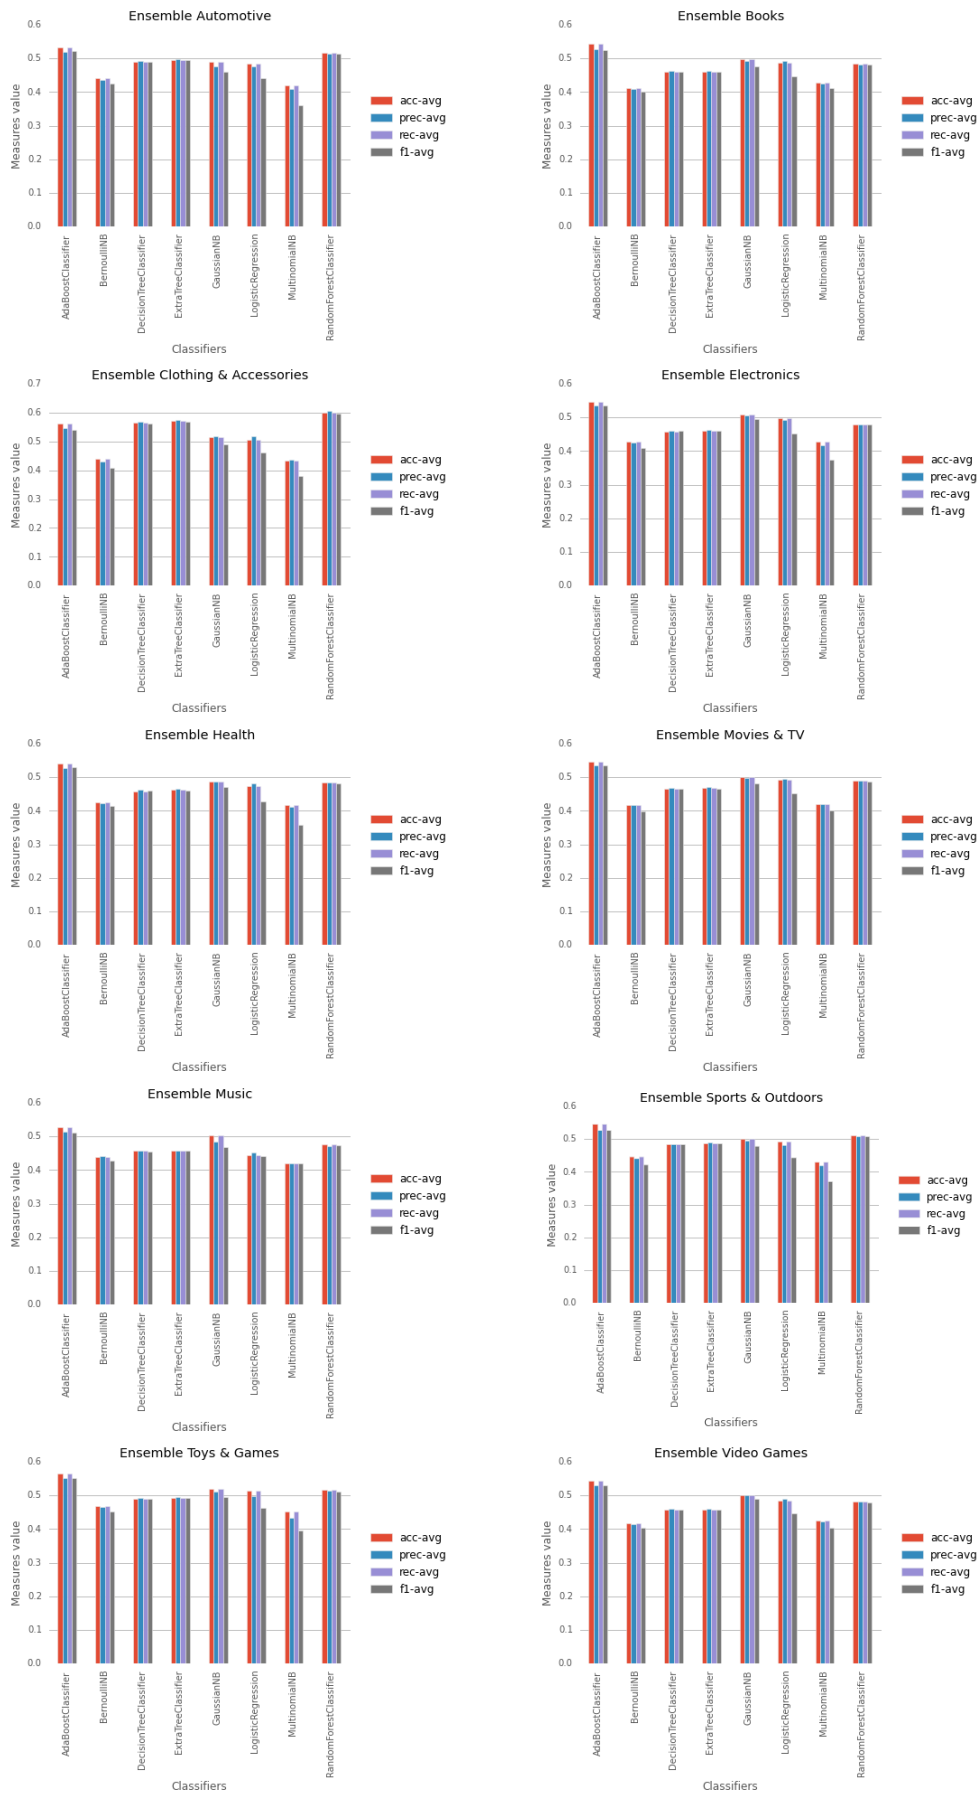 Ensemble Automotive
0.6
0.5
0.4
0.3
0.2
0.1
0.0
Measures value
AdaBoostClassifier
BernoulliNB
DecisionTreeClassifier
ExtraTreeClassifier
GaussianNB
LogisticRegression
MultinomialNB
RandomForestClassifier
Classifiers
acc-avg
prec-avg
rec-avg
f1-avg
Ensemble Books
0.6
0.5
0.4
0.3
0.2
0.1
0.0
Measures value
AdaBoostClassifier
BernoulliNB
DecisionTreeClassifier
ExtraTreeClassifier
GaussianNB
LogisticRegression
MultinomialNB
RandomForestClassifier
Classifiers
acc-avg
prec-avg
rec-avg
f1-avg
Ensemble Clothing & Accessories
0.7
0.6
0.5
0.4
0.3
0.2
0.1
0.0
Measures value
AdaBoostClassifier
BernoulliNB
DecisionTreeClassifier
ExtraTreeClassifier
GaussianNB
LogisticRegression
MultinomialNB
RandomForestClassifier
Classifiers
acc-avg
prec-avg
rec-avg
f1-avg
Ensemble Electronics
0.6
0.5
0.4
0.3
0.2
0.1
0.0
Measures value
AdaBoostClassifier
BernoulliNB
DecisionTreeClassifier
ExtraTreeClassifier
GaussianNB
LogisticRegression
MultinomialNB
RandomForestClassifier
Classifiers
acc-avg
prec-avg
rec-avg
f1-avg
Ensemble Health
0.6
0.5
0.4
0.3
0.2
0.1
0.0
Measures value
AdaBoostClassifier
BernoulliNB
DecisionTreeClassifier
ExtraTreeClassifier
GaussianNB
LogisticRegression
MultinomialNB
RandomForestClassifier
Classifiers
acc-avg
prec-avg
rec-avg
f1-avg
Ensemble Movies & TV
0.6
0.5
0.4
0.3
0.2
0.1
0.0
Measures value
AdaBoostClassifier
BernoulliNB
DecisionTreeClassifier
ExtraTreeClassifier
GaussianNB
LogisticRegression
MultinomialNB
RandomForestClassifier
Classifiers
acc-avg
prec-avg
rec-avg
f1-avg
Ensemble Music
0.6
0.5
0.4
0.3
0.2
0.1
0.0
Measures value
AdaBoostClassifier
BernoulliNB
DecisionTreeClassifier
ExtraTreeClassifier
GaussianNB
LogisticRegression
MultinomialNB
RandomForestClassifier
Classifiers
acc-avg
prec-avg
rec-avg
f1-avg
Ensemble Sports & Outdoors
0.6
0.5
0.4
0.3
0.2
0.1
0.0
Measures value
AdaBoostClassifier
BernoulliNB
DecisionTreeClassifier
ExtraTreeClassifier
GaussianNB
LogisticRegression
MultinomialNB
RandomForestClassifier
Classifiers
acc-avg
prec-avg
rec-avg
f1-avg
Ensemble Toys & Games
0.6
0.5
0.4
0.3
0.2
0.1
0.0
Measures value
AdaBoostClassifier
BernoulliNB
DecisionTreeClassifier
ExtraTreeClassifier
GaussianNB
LogisticRegression
MultinomialNB
RandomForestClassifier
Classifiers
acc-avg
prec-avg
rec-avg
f1-avg
Ensemble Video Games
0.6
0.5
0.4
0.3
0.2
0.1
0.0
Measures value
AdaBoostClassifier
BernoulliNB
DecisionTreeClassifier
ExtraTreeClassifier
GaussianNB
LogisticRegression
MultinomialNB
RandomForestClassifier
Classifiers
acc-avg
prec-avg
rec-avg
f1-avg